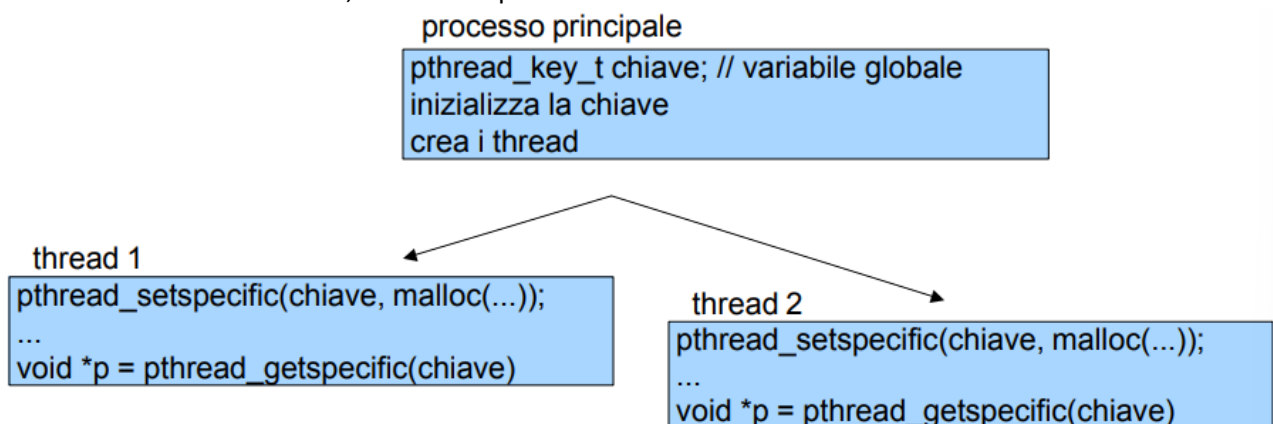 processo principale
pthread_key_t chiave; // variabile globale
inizializza la chiave
crea i thread
thread 1
pthread_setspecific(chiave, malloc(...));
...
void *p = pthread_getspecific(chiave)
thread 2
pthread_setspecific(chiave, malloc(...));
...
void *p = pthread_getspecific(chiave)